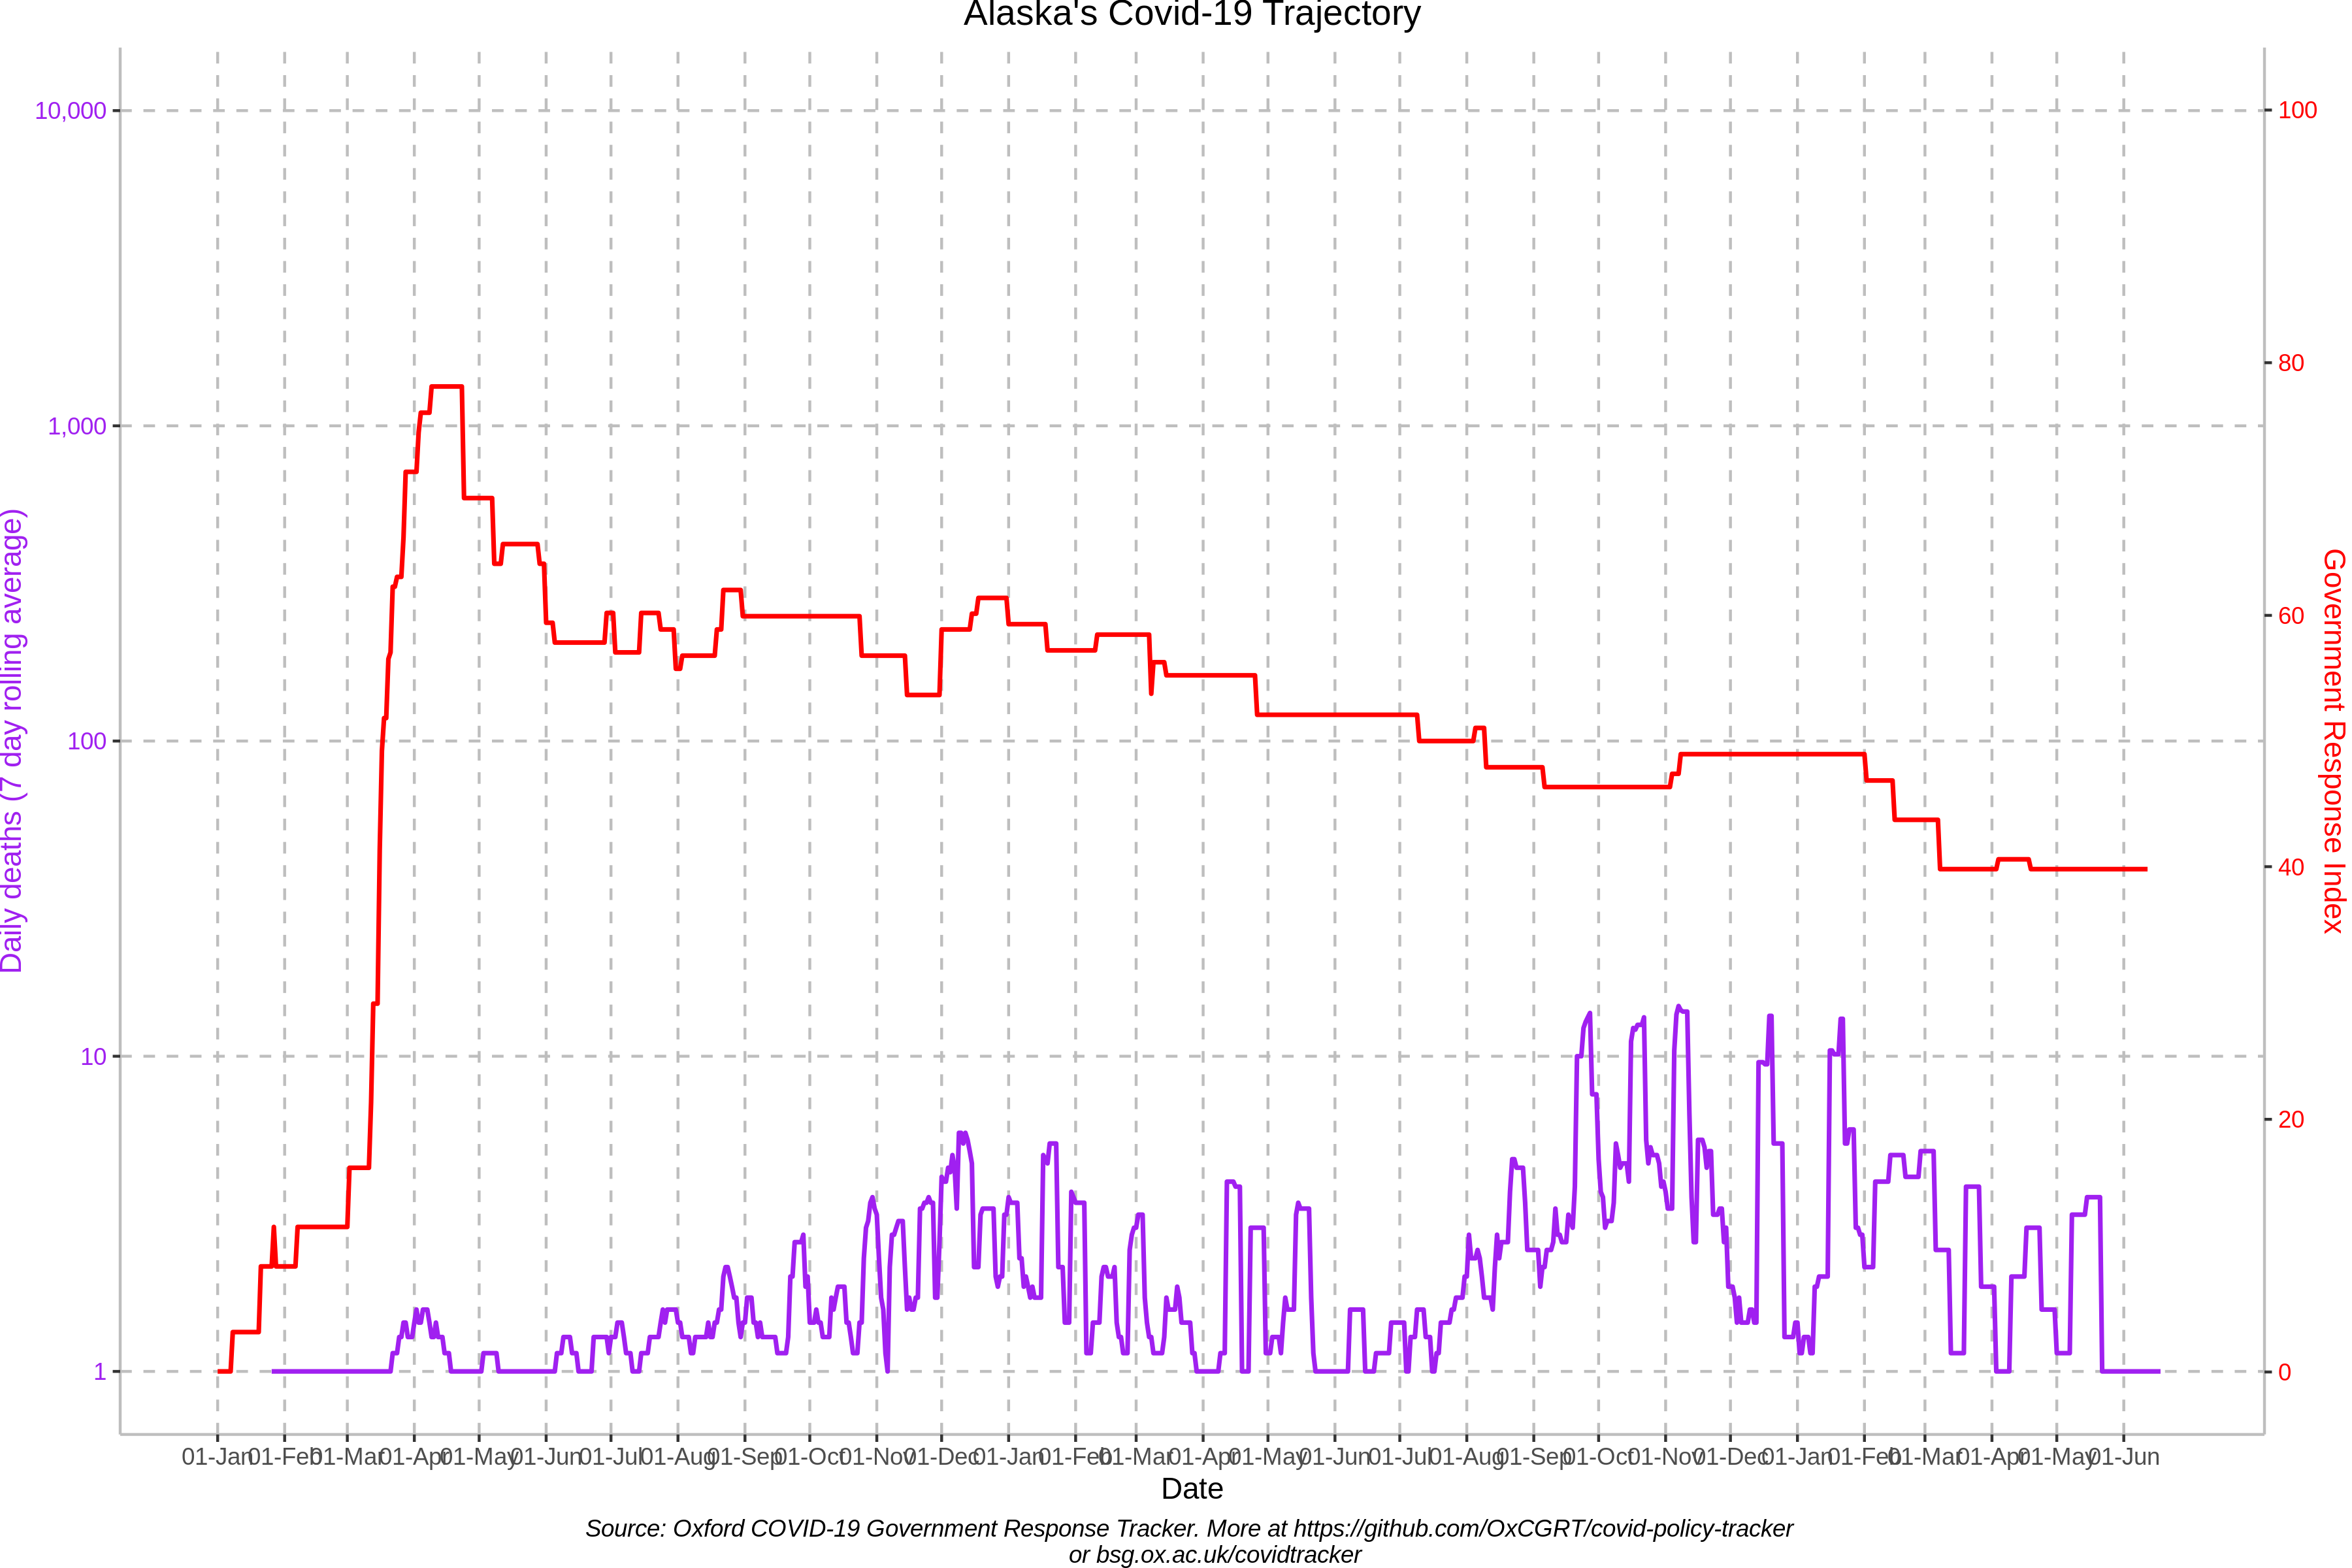 Alaska's Covid-19 Trajectory
10,000
1,000
100
10
1
Daily deaths (7 day rolling average)
100
80
60
40
20
0
Government Response Index
01-Jan 01-Feb 01-Mar 01-Apr 01-May 01-Jun 01-Jul 01-Aug 01-Sep 01-Oct 01-Nov 01-Dec 01-Jan 01-Feb 01-Mar 01-Apr 01-May 01-Jun 01-Jul 01-Aug 01-Sep 01-Oct 01-Nov 01-Dec 01-Jan 01-Feb 01-Mar 01-Apr 01-May 01-Jun
Date
Source: Oxford COVID-19 Government Response Tracker. More at https://github.com/OxCGRT/covid-policy-tracker
or bsg.ox.ac.uk/covidtracker